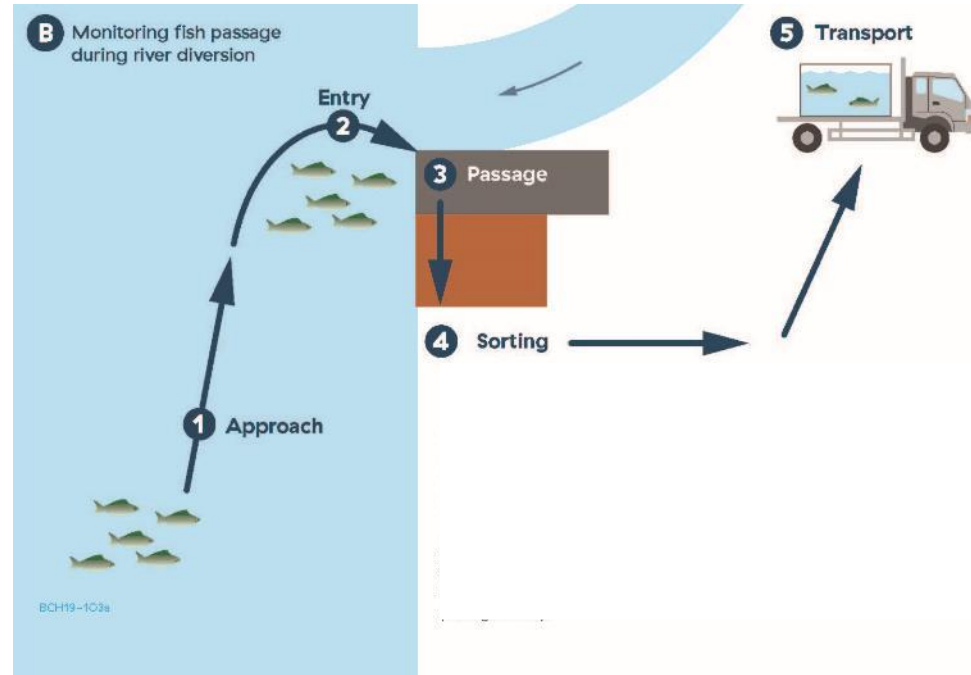 B Monitoring fish passage
during river diversion
5 Transport
Entry
2
3 Passage
4 Sorting
1 Approach
BCH19-103a